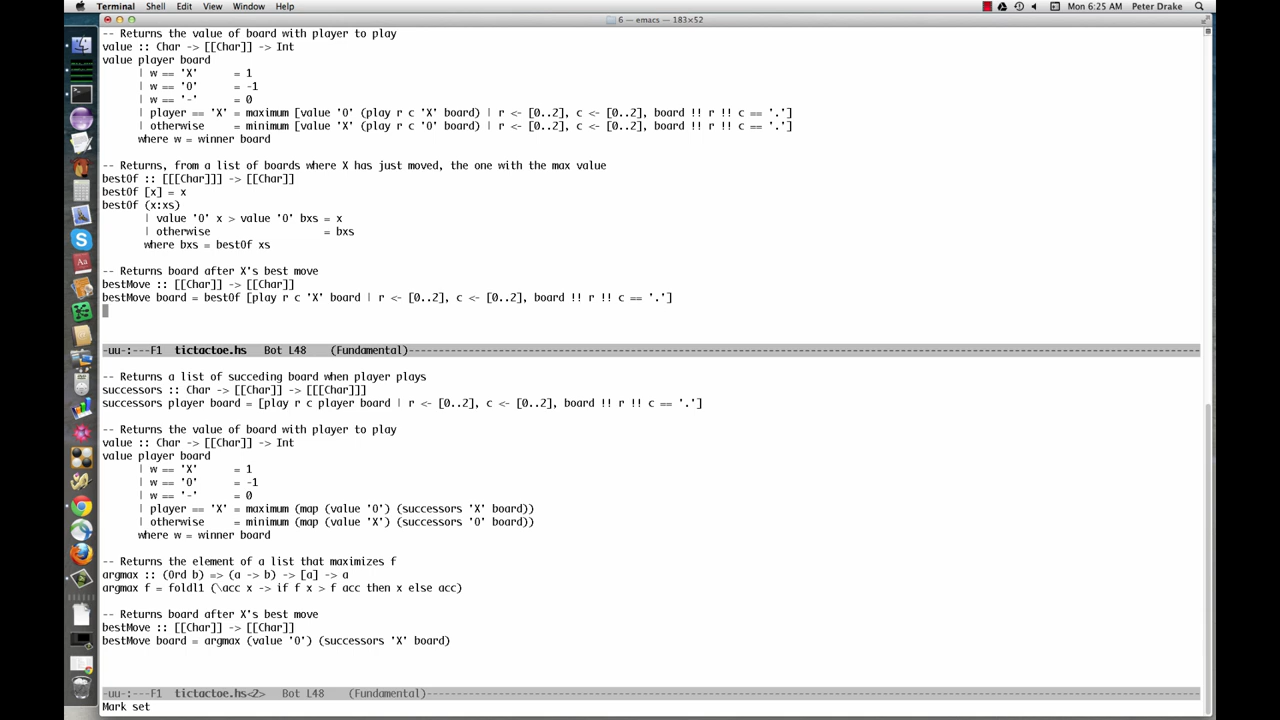 Terminal Shell Edit View Window Help Mon 6:25 AM Peter Drake
6 — emacs — 183×52
-- Returns the value of board with player to play
value :: Char -> [[Char]] -> Int
value player board
| w == 'X' = 1
| w == 'O' = -1
| w == '-' = 0
| player == 'X' = maximum [value 'O' (play r c 'X' board) | r <- [0..2], c <- [0..2], board !! r !! c == '.']
| otherwise = minimum [value 'X' (play r c 'O' board) | r <- [0..2], c <- [0..2], board !! r !! c == '.']
where w = winner board
-- Returns, from a list of boards where X has just moved, the one with the max value
bestOf :: [[[Char]]] -> [[Char]]
bestOf [x] = x
bestOf (x:xs)
| value 'O' x > value 'O' bxs = x
| otherwise = bxs
where bxs = bestOf xs
-- Returns board after X's best move
bestMove :: [[Char]] -> [[Char]]
bestMove board = bestOf [play r c 'X' board | r <- [0..2], c <- [0..2], board !! r !! c == '.']
-uu-:---F1 tictactoe.hs Bot L48 (Fundamental)
-- Returns a list of succeding board when player plays
successors :: Char -> [[Char]] -> [[[Char]]]
successors player board = [play r c player board | r <- [0..2], c <- [0..2], board !! r !! c == '.']
-- Returns the value of board with player to play
value :: Char -> [[Char]] -> Int
value player board
| w == 'X' = 1
| w == 'O' = -1
| w == '-' = 0
| player == 'X' = maximum (map (value 'O') (successors 'X' board))
| otherwise = minimum (map (value 'X') (successors 'O' board))
where w = winner board
-- Returns the element of a list that maximizes f
argmax :: (Ord b) => (a -> b) -> [a] -> a
argmax f = foldl1 (\acc x -> if f x > f acc then x else acc)
-- Returns board after X's best move
bestMove :: [[Char]] -> [[Char]]
bestMove board = argmax (value 'O') (successors 'X' board)
-uu-:---F1 tictactoe.hs<2> Bot L48 (Fundamental)
Mark set